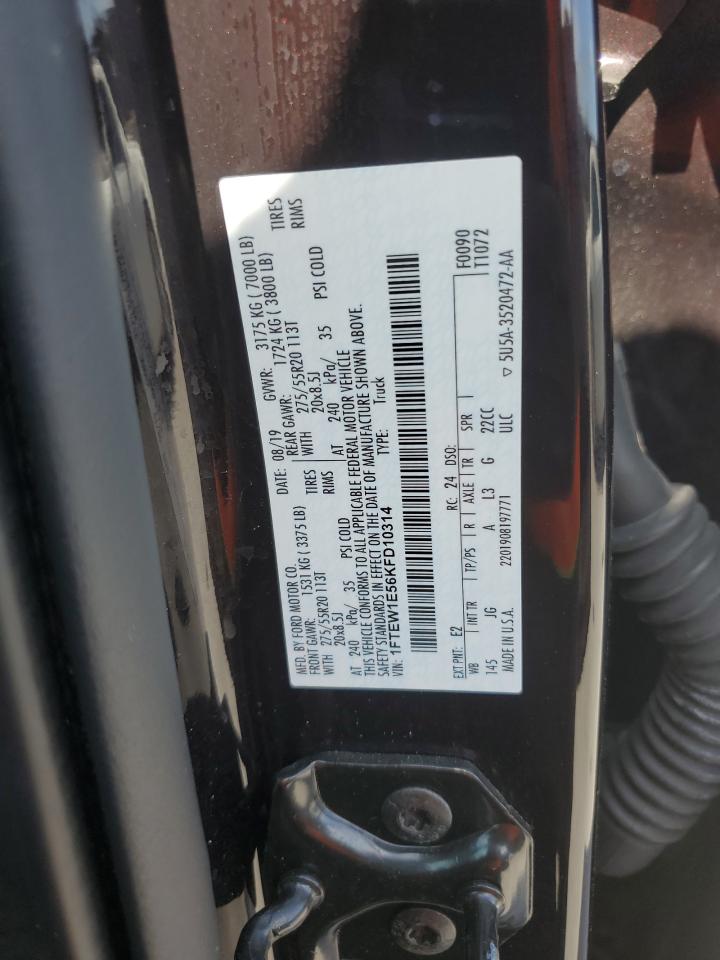 MFD. BY FORD MOTOR CO. DATE: 08/19 GVWR: 3175 KG ( 7000 LB)
FRONT GAWR: 1531 KG ( 3375 LB) REAR GAWR: 1724 KG ( 3800 LB)
WITH 275/55R20 113T TIRES WITH 275/55R20 113T TIRES
20x8.5J RIMS 20x8.5J RIMS
AT 240 kPa/ 35 PSI COLD AT 240 kPa/ 35 PSI COLD
THIS VEHICLE CONFORMS TO ALL APPLICABLE FEDERAL MOTOR VEHICLE
SAFETY STANDARDS IN EFFECT ON THE DATE OF MANUFACTURE SHOWN ABOVE.
VIN: 1FTEW1E56KFD10314 TYPE: Truck
F0090
T1072
EXT PNT: E2 RC: 24 DSO:
WB INT TR TP/PS R AXLE TR SPR
145 JG A L3 G 22CC
MADE IN U.S.A. 2201908197771 ULC ▽ 5U5A-3520472-AA